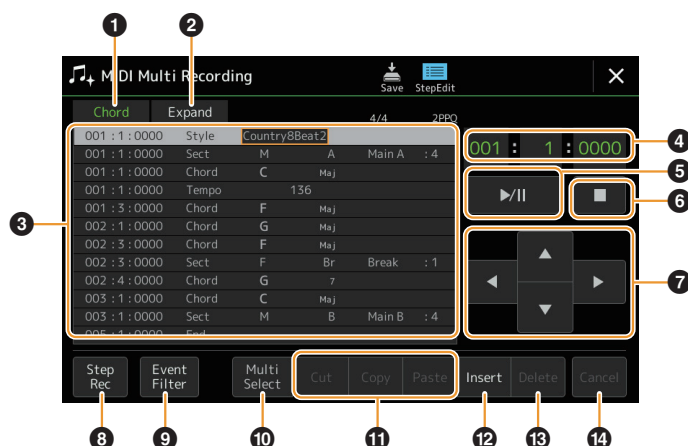 1 2
MIDI Multi Recording Save StepEdit
Chord Expand 4/4 2PPQ
001 : 1 : 0000 Style Country8Beat2
001 : 1 : 0000 Sect M A Main A : 4
001 : 1 : 0000 Chord C Maj
001 : 1 : 0000 Tempo 136
001 : 3 : 0000 Chord F Maj
002 : 1 : 0000 Chord G Maj
002 : 3 : 0000 Chord F Maj
002 : 3 : 0000 Sect F Br Break : 1
002 : 4 : 0000 Chord G 7
003 : 1 : 0000 Chord C Maj
003 : 1 : 0000 Sect M B Main B : 4
005 : 1 : 0000 End
3
001 : 1 : 0000 4
5
6
7
Step Rec
Event Filter
Multi Select
Cut Copy Paste Insert Delete Cancel
8 9 10 11 12 13 14